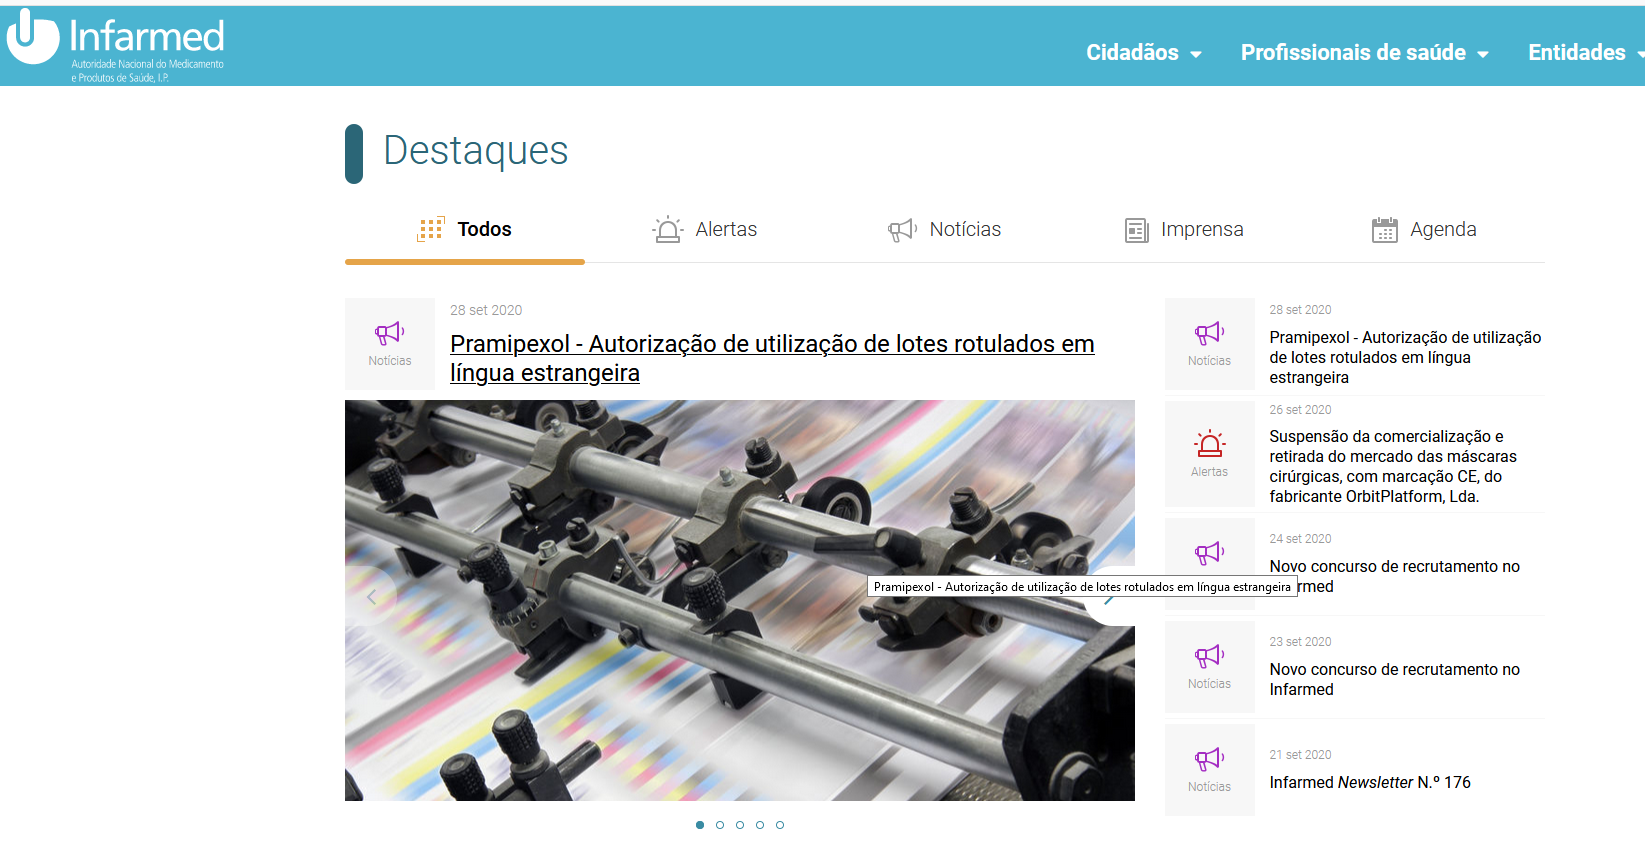 Infarmed
Autoridade Nacional do Medicamento
e Produtos de Saúde, I.P.
Cidadãos
Profissionais de saúde
Entidades
Destaques
Todos
Alertas
Notícias
Imprensa
Agenda
Notícias
28 set 2020
Pramipexol - Autorização de utilização de lotes rotulados em
língua estrangeira
Pramipexol - Autorização de utilização de lotes rotulados em língua estrangeira
Notícias
28 set 2020
Pramipexol - Autorização de utilização
de lotes rotulados em língua
estrangeira
Alertas
26 set 2020
Suspensão da comercialização e
retirada do mercado das máscaras
cirúrgicas, com marcação CE, do
fabricante OrbitPlatform, Lda.
24 set 2020
Novo concurso de recrutamento no
rmed
Notícias
23 set 2020
Novo concurso de recrutamento no
Infarmed
Notícias
21 set 2020
Infarmed Newsletter N.º 176